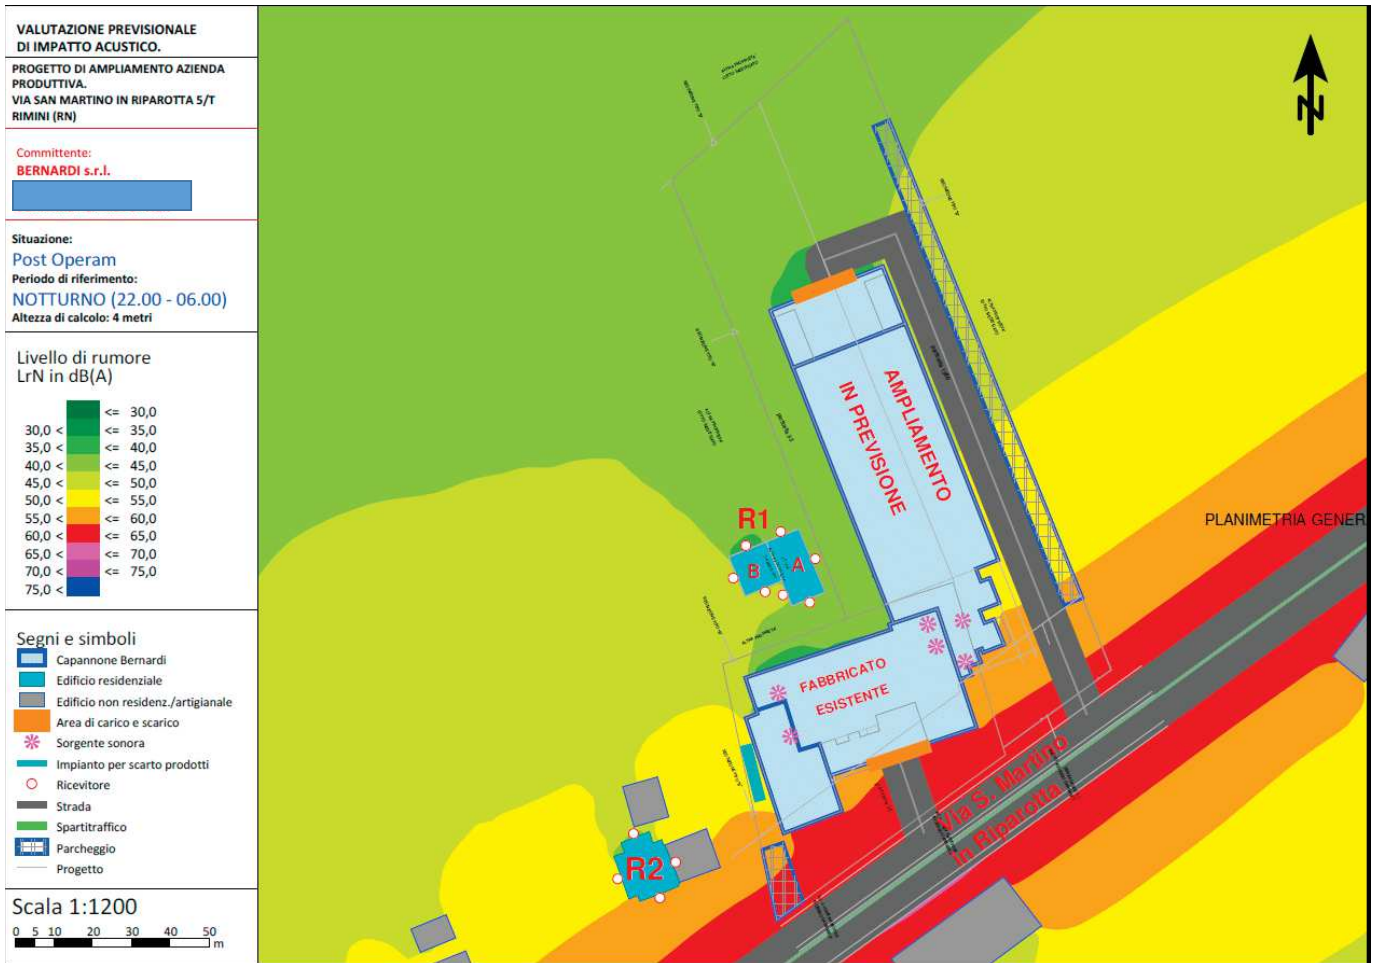 VALUTAZIONE PREVISIONALE
DI IMPATTO ACUSTICO.
PROGETTO DI AMPLIAMENTO AZIENDA
PRODUTTIVA.
VIA SAN MARTINO IN RIPAROTTA 5/T
RIMINI (RN)
Committente:
BERNARDI s.r.l.
Situazione:
Post Operam
Periodo di riferimento:
NOTTURNO (22.00 - 06.00)
Altezza di calcolo: 4 metri
Livello di rumore
LrN in dB(A)
<= 30,0
30,0 < <= 35,0
35,0 < <= 40,0
40,0 < <= 45,0
45,0 < <= 50,0
50,0 < <= 55,0
55,0 < <= 60,0
60,0 < <= 65,0
65,0 < <= 70,0
70,0 < <= 75,0
75,0 <
Segni e simboli
Capannone Bernardi
Edificio residenziale
Edificio non residenz./artigianale
Area di carico e scarico
Sorgente sonora
Impianto per scarto prodotti
Ricevitore
Strada
Spartitraffico
Parcheggio
Progetto
Scala 1:1200
0 5 10 20 30 40 50
m
N
AMPLIAMENTO
IN PREVISIONE
R1
B A
PLANIMETRIA GENER
FABBRICATO
ESISTENTE
R2
Via S. Martino
in Riparotta